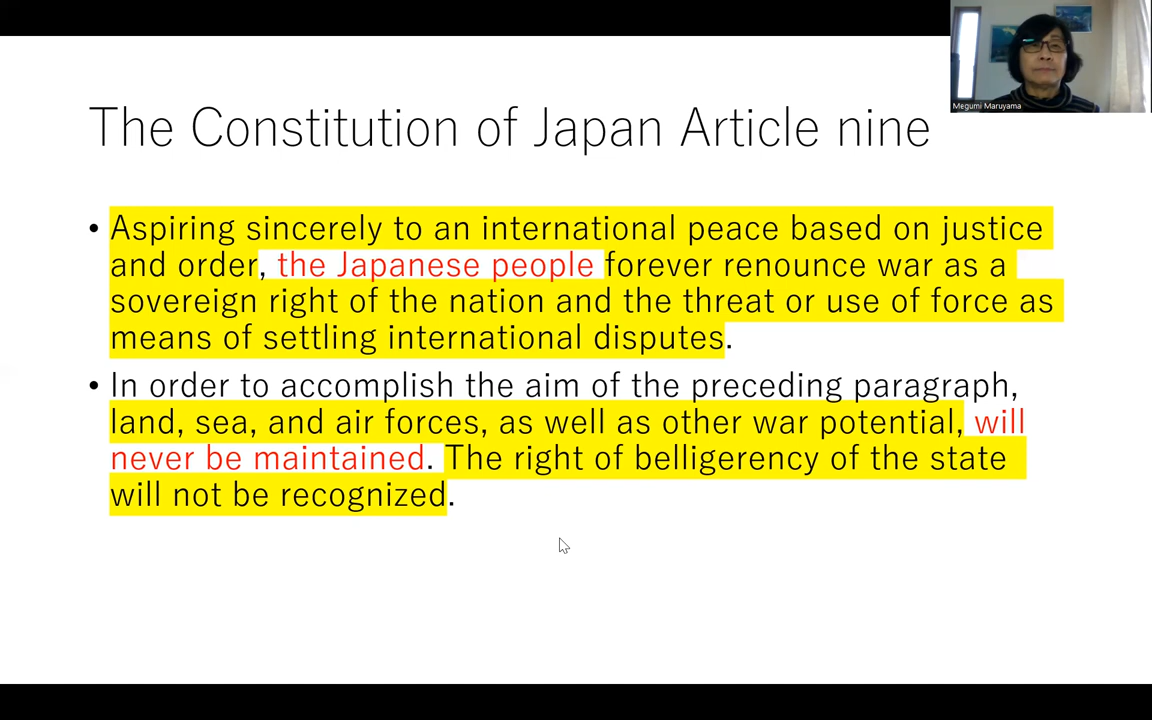 Megumi Maruyama
The Constitution of Japan Article nine
• Aspiring sincerely to an international peace based on justice
and order, the Japanese people forever renounce war as a
sovereign right of the nation and the threat or use of force as
means of settling international disputes.
• In order to accomplish the aim of the preceding paragraph,
land, sea, and air forces, as well as other war potential, will
never be maintained. The right of belligerency of the state
will not be recognized.